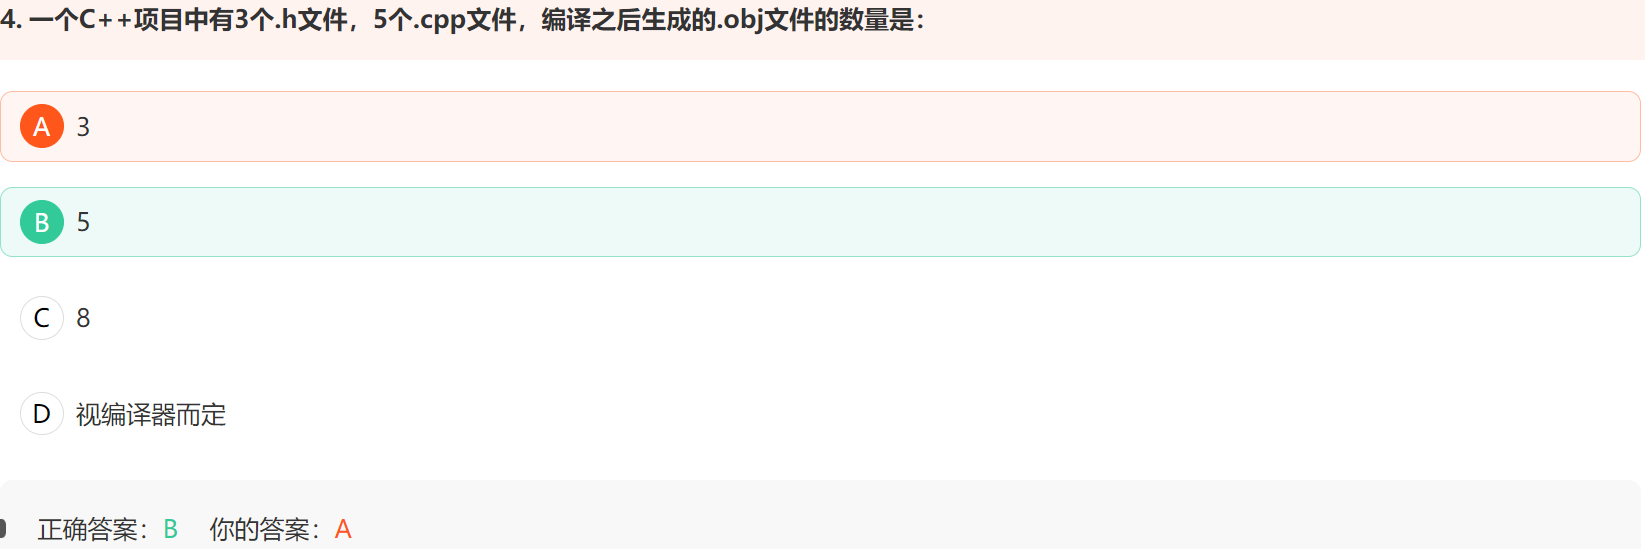 4. 一个C++项目中有3个.h文件，5个.cpp文件，编译之后生成的.obj文件的数量是：
A 3
B 5
C 8
D 视编译器而定
正确答案：B 你的答案：A